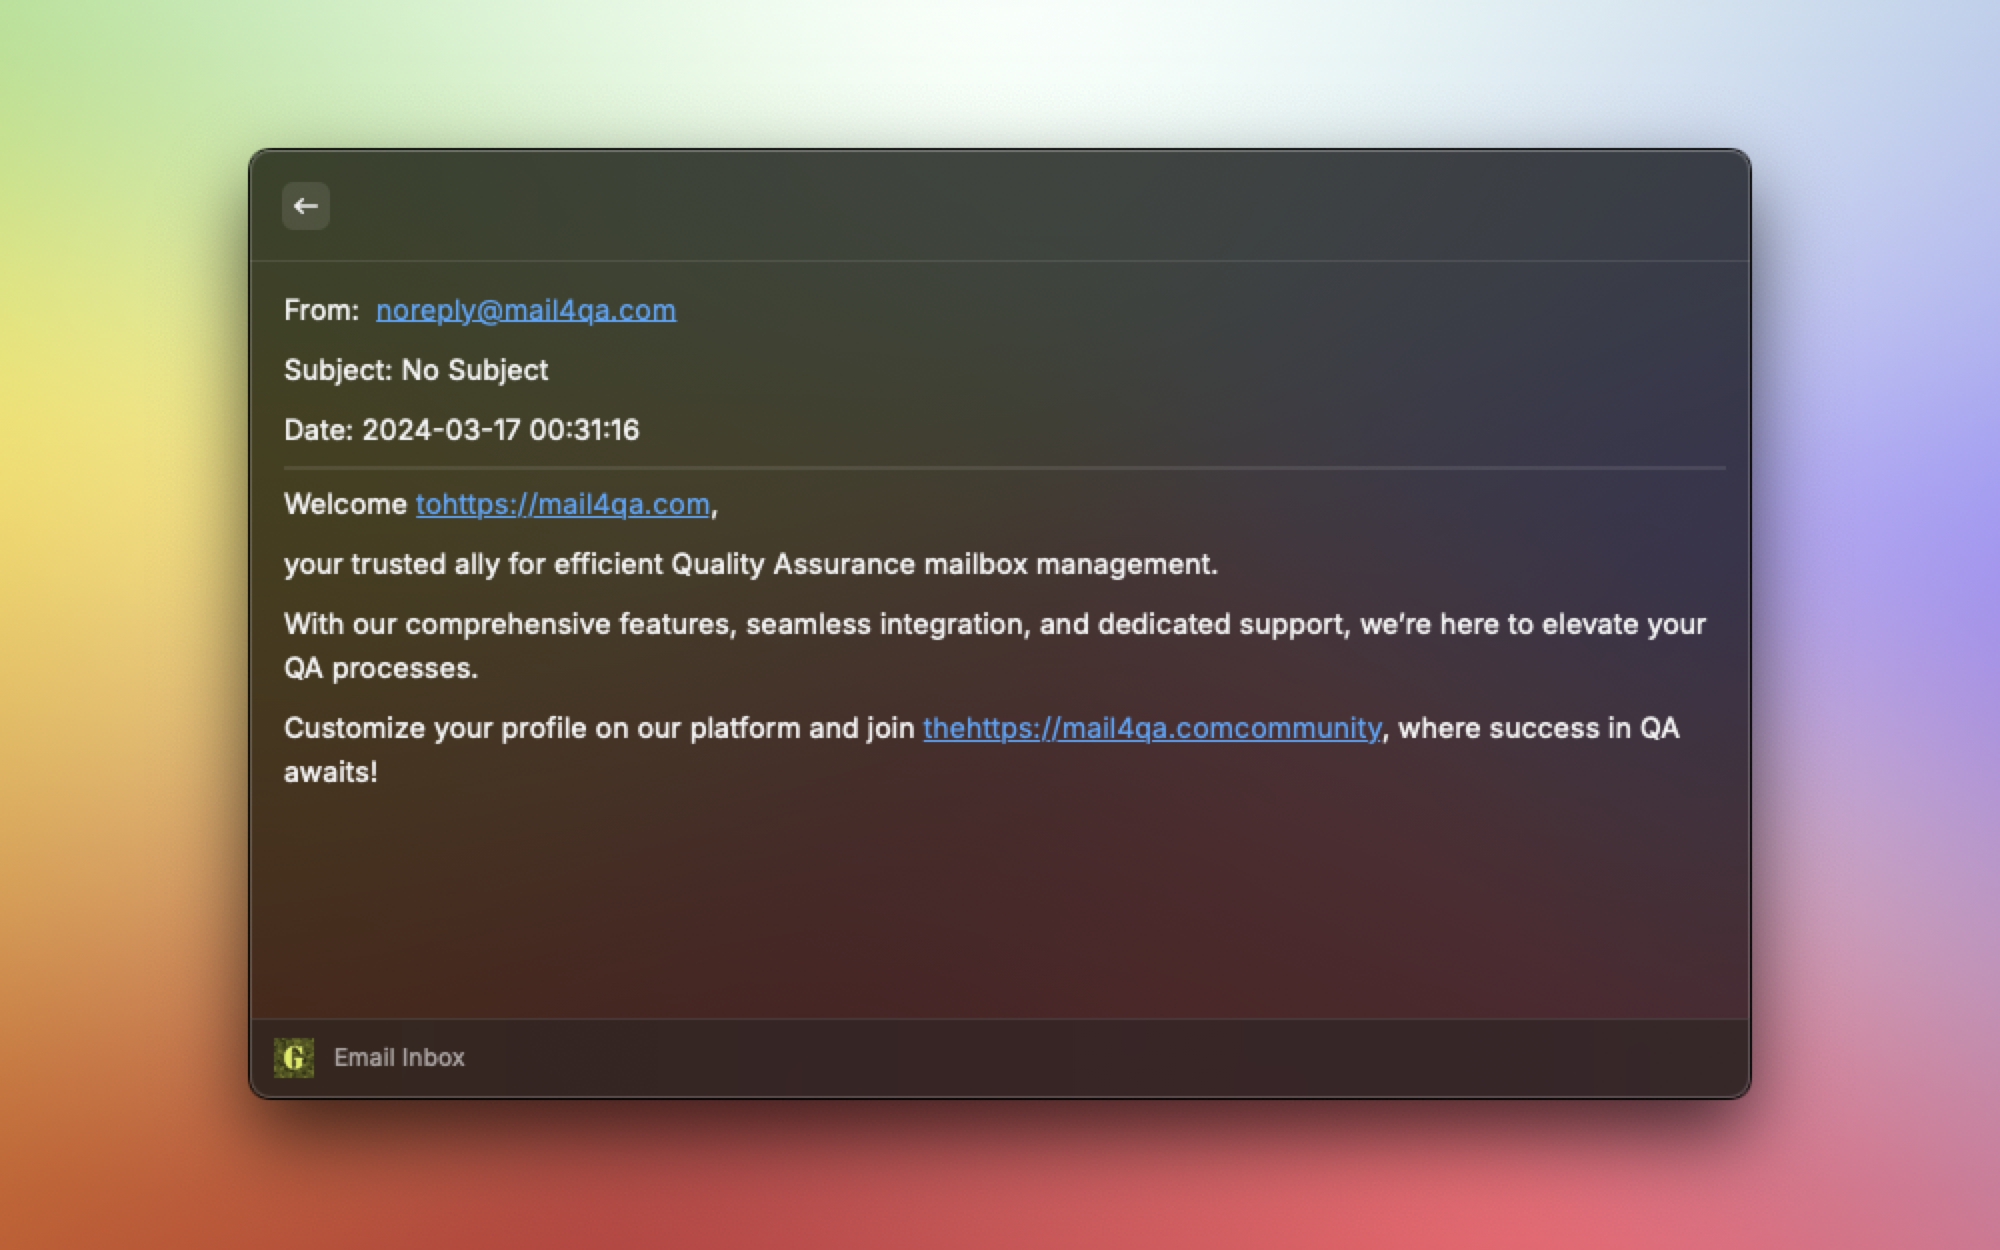 From: noreply@mail4qa.com
Subject: No Subject
Date: 2024-03-17 00:31:16
Welcome tohttps://mail4qa.com,
your trusted ally for efficient Quality Assurance mailbox management.
With our comprehensive features, seamless integration, and dedicated support, we’re here to elevate your
QA processes.
Customize your profile on our platform and join thehttps://mail4qa.comcommunity, where success in QA
awaits!
G Email Inbox